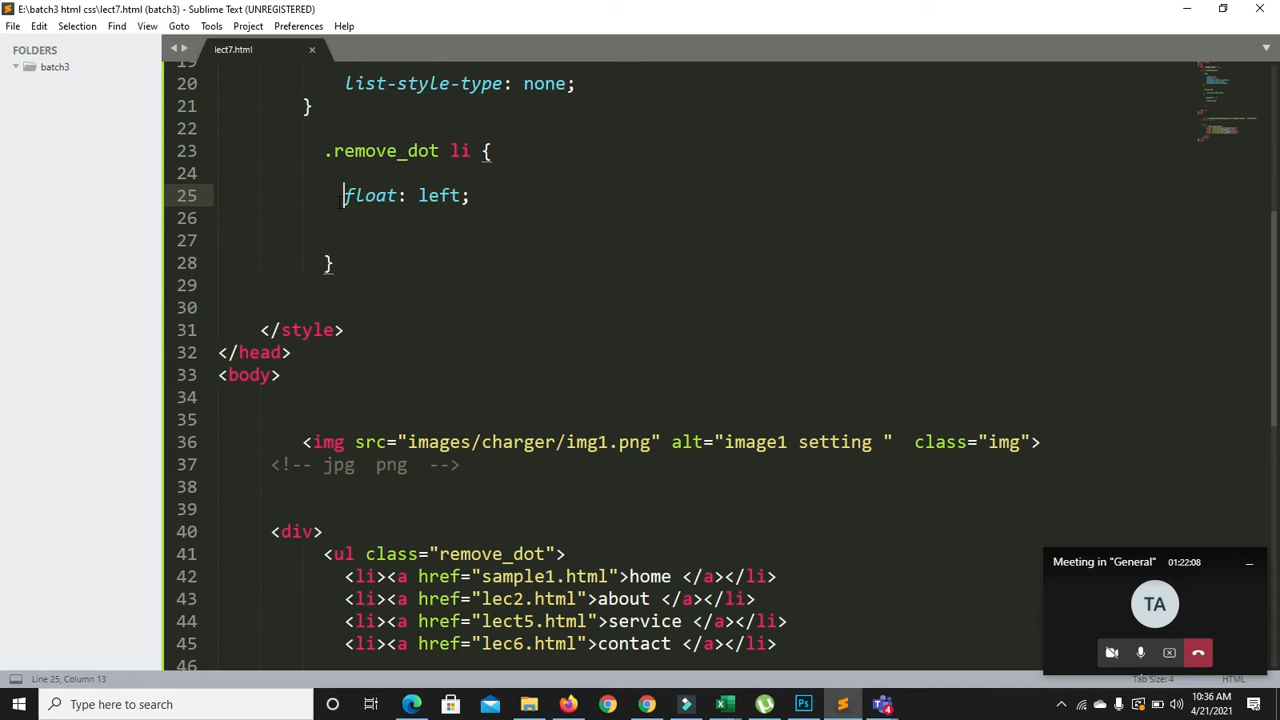 E:\batch3 html css\lect7.html (batch3) - Sublime Text (UNREGISTERED)
File Edit Selection Find View Goto Tools Project Preferences Help
FOLDERS
batch3
lect7.html
19
20 list-style-type: none;
21 }
22
23 .remove_dot li {
24
25 float: left;
26
27
28 }
29
30
31 </style>
32 </head>
33 <body>
34
35
36 <img src="images/charger/img1.png" alt="image1 setting "  class="img">
37 <!-- jpg  png  -->
38
39
40 <div>
41 <ul class="remove_dot">
42 <li><a href="sample1.html">home </a></li>
43 <li><a href="lec2.html">about </a></li>
44 <li><a href="lect5.html">service </a></li>
45 <li><a href="lec6.html">contact </a></li>
46
Meeting in "General" 01:22:08
TA
Line 25, Column 13
Tab Size: 4
HTML
Type here to search
10:36 AM
4/21/2021